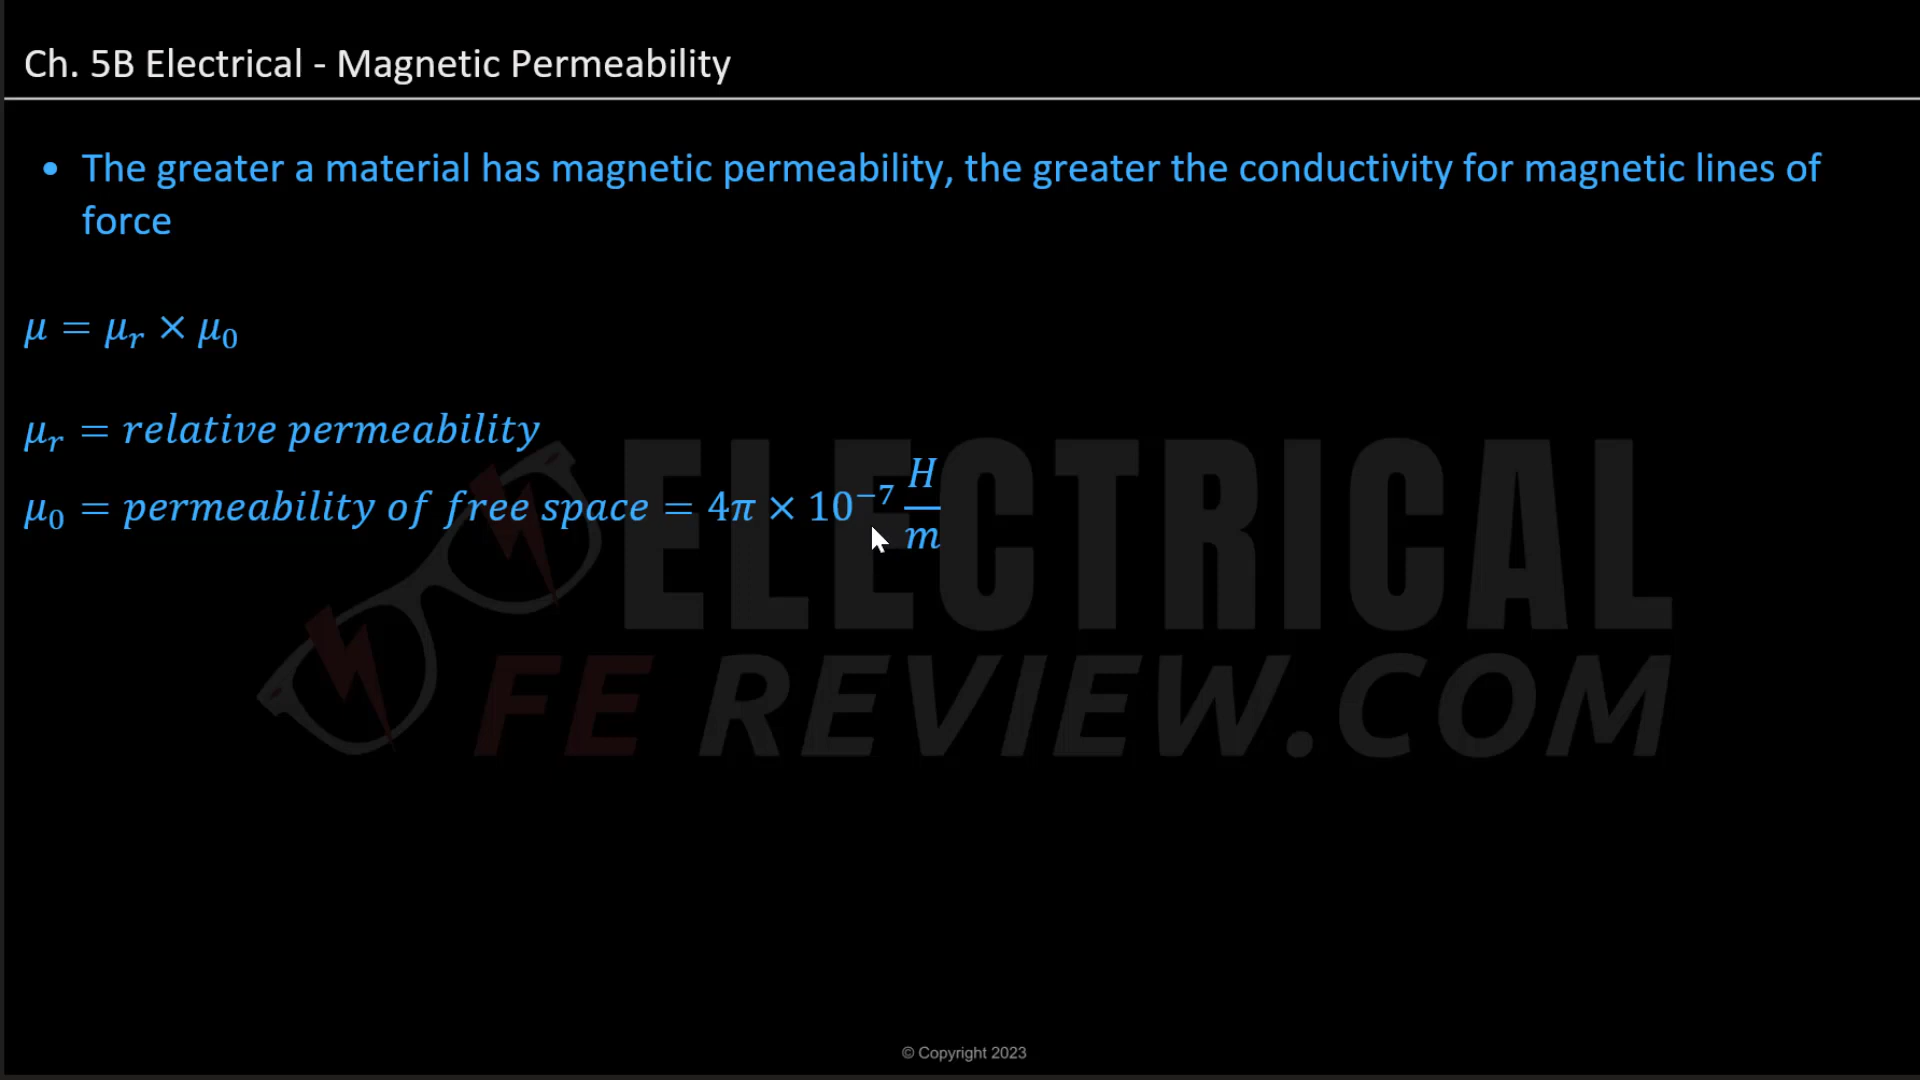 Ch. 5B Electrical - Magnetic Permeability
• The greater a material has magnetic permeability, the greater the conductivity for magnetic lines of
force
μ = μᵣ × μ₀
μᵣ = relative permeability
μ₀ = permeability of free space = 4π × 10⁻⁷ H/m
ELECTRICAL
FE REVIEW.COM
© Copyright 2023